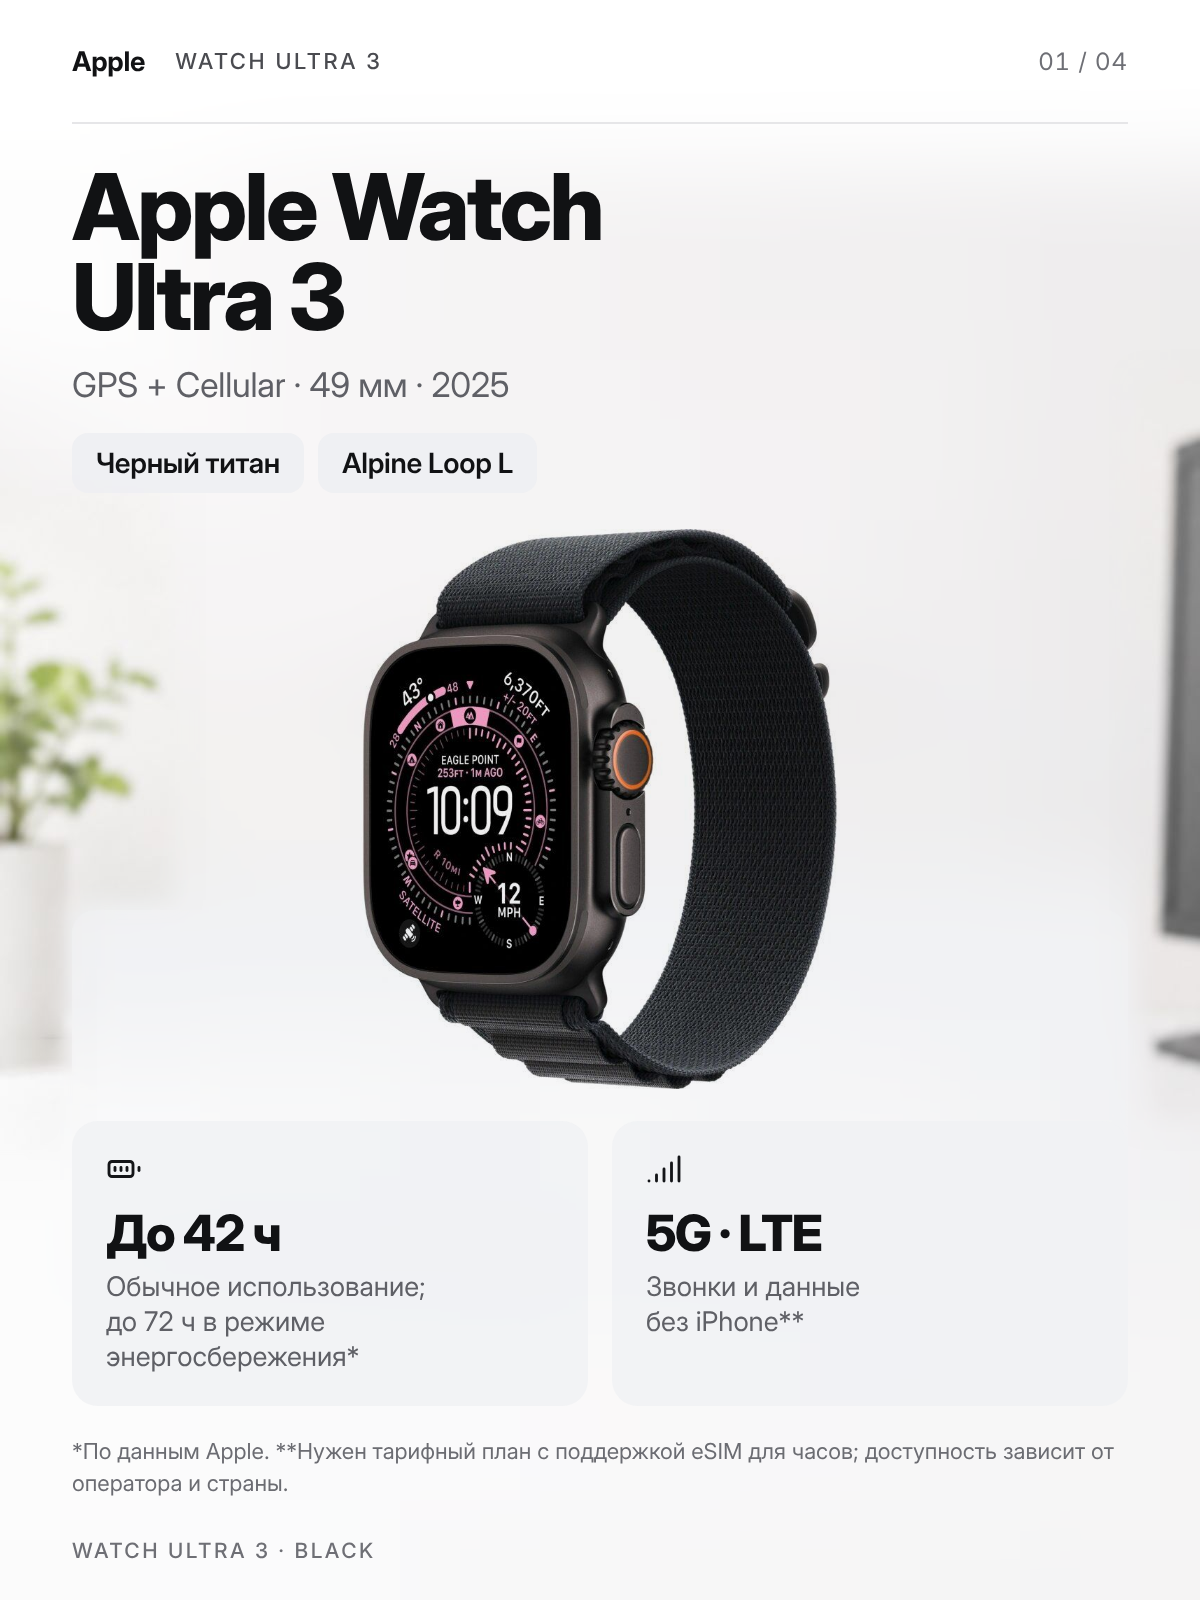 Apple WATCH ULTRA 3 01 / 04
Apple Watch
Ultra 3
GPS + Cellular · 49 мм · 2025
Черный титан Alpine Loop L
43° 48 6,370FT
28 +/- 20FT
N
E
EAGLE POINT
253FT · 1M AGO
10:09
R 10MI
N
W 12 E
MPH
S
SATELLITE
До 42 ч
Обычное использование;
до 72 ч в режиме
энергосбережения*
5G · LTE
Звонки и данные
без iPhone**
*По данным Apple. **Нужен тарифный план с поддержкой eSIM для часов; доступность зависит от
оператора и страны.
WATCH ULTRA 3 · BLACK